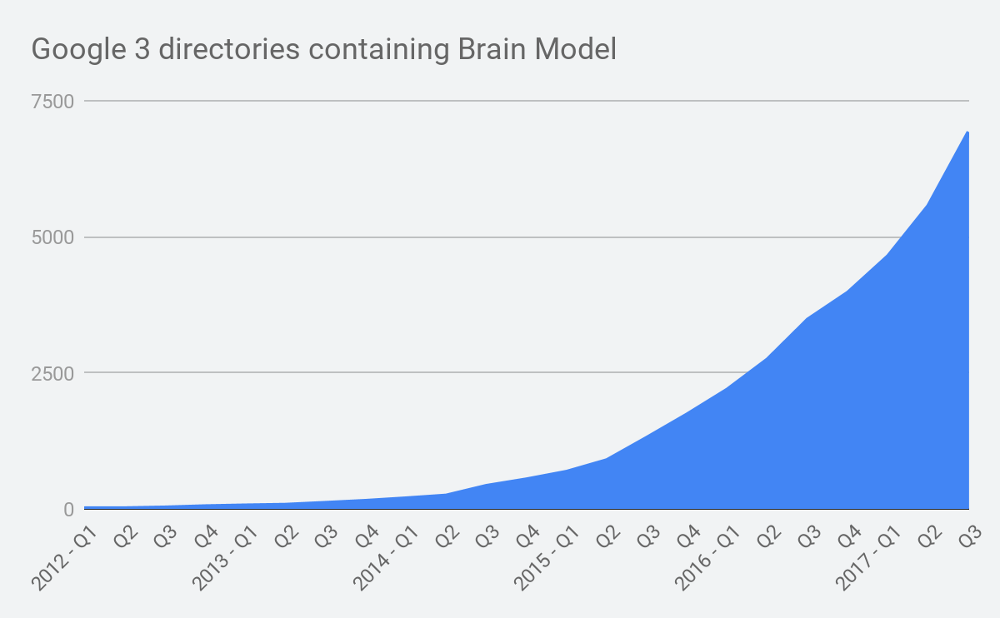 Google 3 directories containing Brain Model
7500
5000
2500
0
2012 - Q1
Q2
Q3
Q4
2013 - Q1
Q2
Q3
Q4
2014 - Q1
Q2
Q3
Q4
2015 - Q1
Q2
Q3
Q4
2016 - Q1
Q2
Q3
Q4
2017 - Q1
Q2
Q3